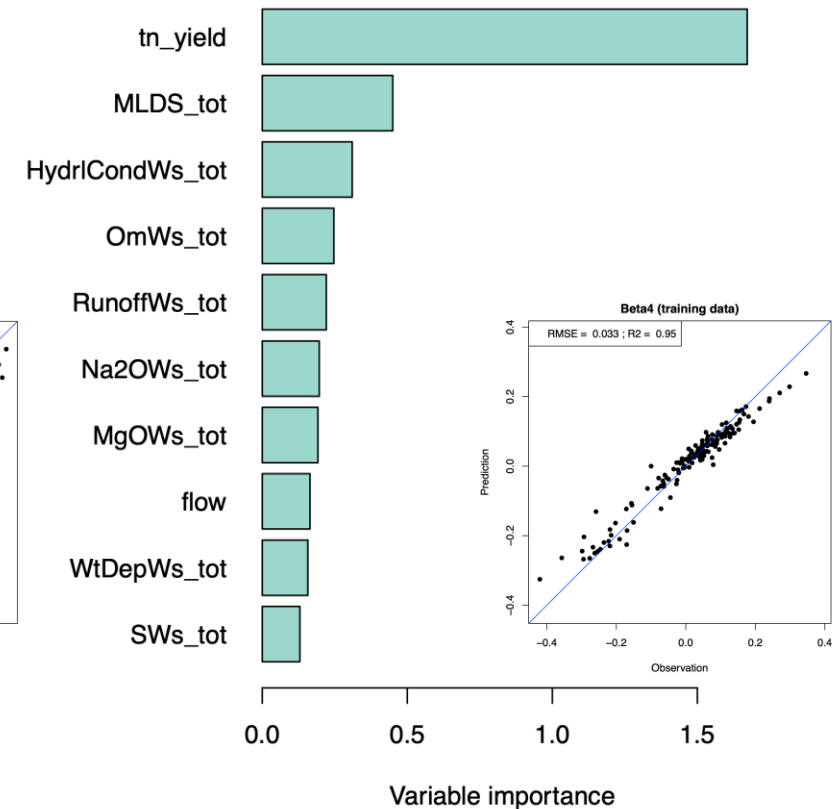 tn_yield
MLDS_tot
HydrlCondWs_tot
OmWs_tot
RunoffWs_tot
Na2OWs_tot
MgOWs_tot
flow
WtDepWs_tot
SWs_tot
0.0 0.5 1.0 1.5
Variable importance
Beta4 (training data)
RMSE = 0.033 ; R2 = 0.95
Prediction
0.4
0.2
0.0
−0.2
−0.4
−0.4 −0.2 0.0 0.2 0.4
Observation